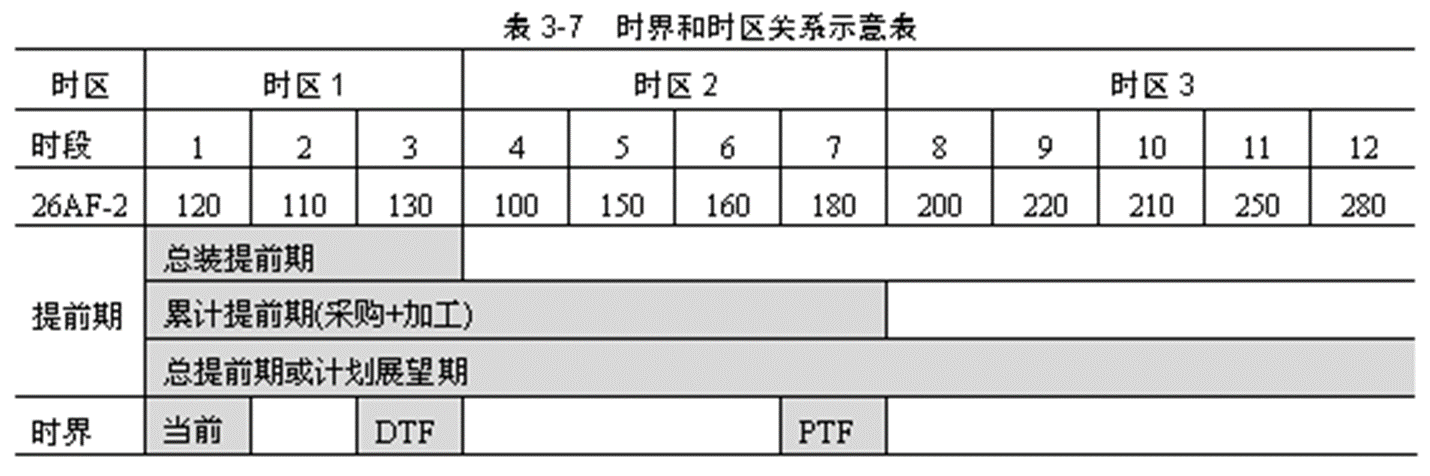 表 3-7 时界和时区关系示意表
时区 时区 1 时区 2 时区 3
时段 1 2 3 4 5 6 7 8 9 10 11 12
26AF-2 120 110 130 100 150 160 180 200 220 210 250 280
总装提前期
提前期 累计提前期(采购+加工)
总提前期或计划展望期
时界 当前 DTF PTF